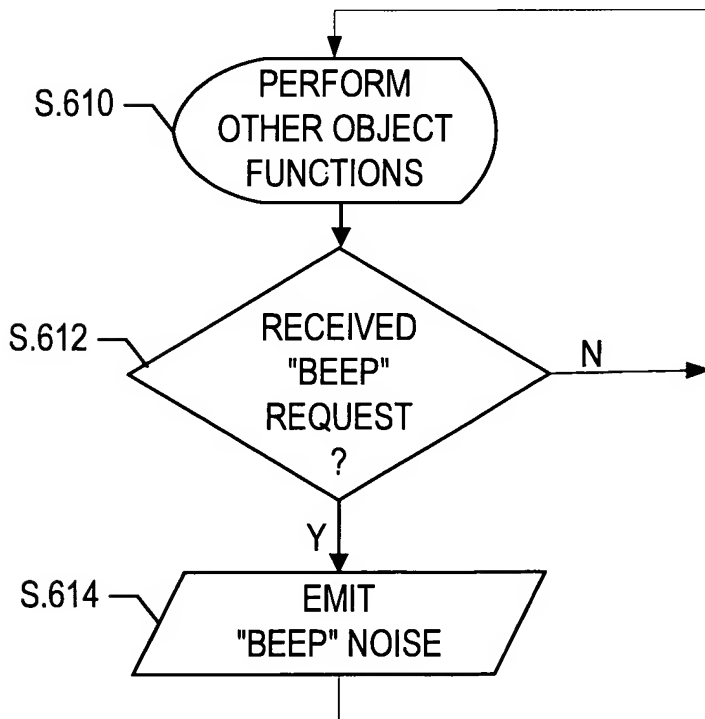 S.610
PERFORM
OTHER OBJECT
FUNCTIONS
S.612
RECEIVED
"BEEP"
REQUEST
?
N
Y
S.614
EMIT
"BEEP" NOISE